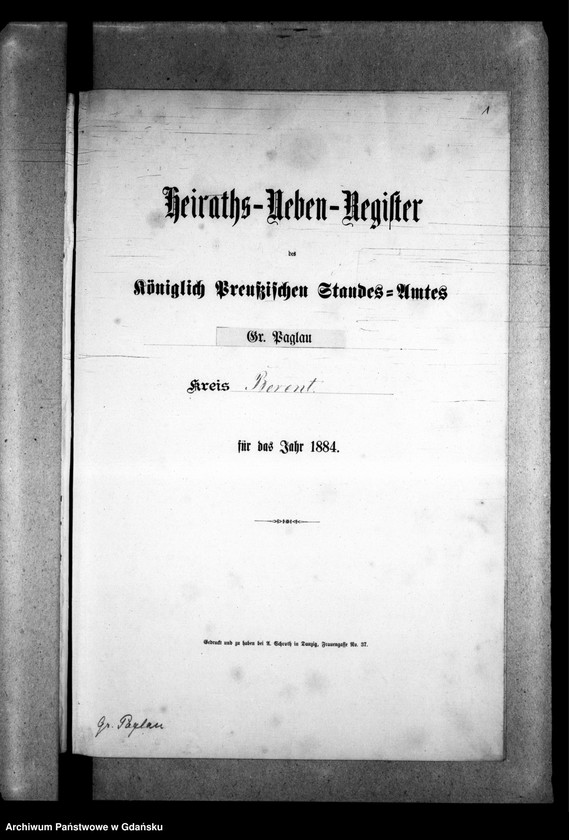 1
Heiraths-Neben-Register
des
Königlich Preußischen Standes-Amtes
Gr. Paglau
Kreis Berent.
für das Jahr 1884.
Gedruckt und zu haben bei A. Schroth in Danzig, Frauengasse No. 37.
Gr. Paglau
Archiwum Państwowe w Gdańsku